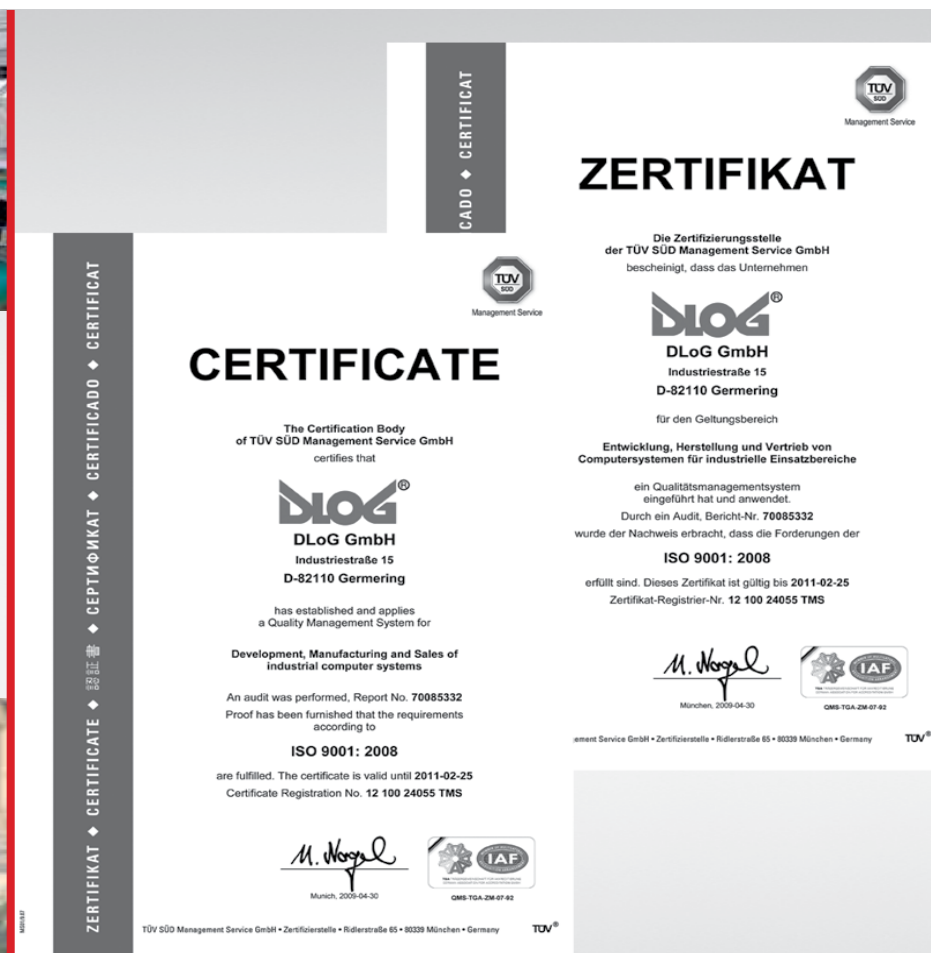 ZERTIFIKAT ◆ CERTIFICATE ◆ 認証書 ◆ СЕРТИФИКАТ ◆ CERTIFICADO ◆ CERTIFICAT
TÜV
SÜD
Management Service
CERTIFICATE
The Certification Body
of TÜV SÜD Management Service GmbH
certifies that
DLOG®
DLoG GmbH
Industriestraße 15
D-82110 Germering
has established and applies
a Quality Management System for
Development, Manufacturing and Sales of
industrial computer systems
An audit was performed, Report No. 70085332
Proof has been furnished that the requirements
according to
ISO 9001: 2008
are fulfilled. The certificate is valid until 2011-02-25
Certificate Registration No. 12 100 24055 TMS
Munich, 2009-04-30
IAF
QMS-TGA-ZM-07-92
TÜV SÜD Management Service GmbH • Zertifizierstelle • Ridlerstraße 65 • 80339 München • Germany
TÜV®
CADO ◆ CERTIFICAT
TÜV
SÜD
Management Service
ZERTIFIKAT
Die Zertifizierungsstelle
der TÜV SÜD Management Service GmbH
bescheinigt, dass das Unternehmen
DLOG®
DLoG GmbH
Industriestraße 15
D-82110 Germering
für den Geltungsbereich
Entwicklung, Herstellung und Vertrieb von
Computersystemen für industrielle Einsatzbereiche
ein Qualitätsmanagementsystem
eingeführt hat und anwendet.
Durch ein Audit, Bericht-Nr. 70085332
wurde der Nachweis erbracht, dass die Forderungen der
ISO 9001: 2008
erfüllt sind. Dieses Zertifikat ist gültig bis 2011-02-25
Zertifikat-Registrier-Nr. 12 100 24055 TMS
München, 2009-04-30
IAF
QMS-TGA-ZM-07-92
ement Service GmbH • Zertifizierstelle • Ridlerstraße 65 • 80339 München • Germany
TÜV®